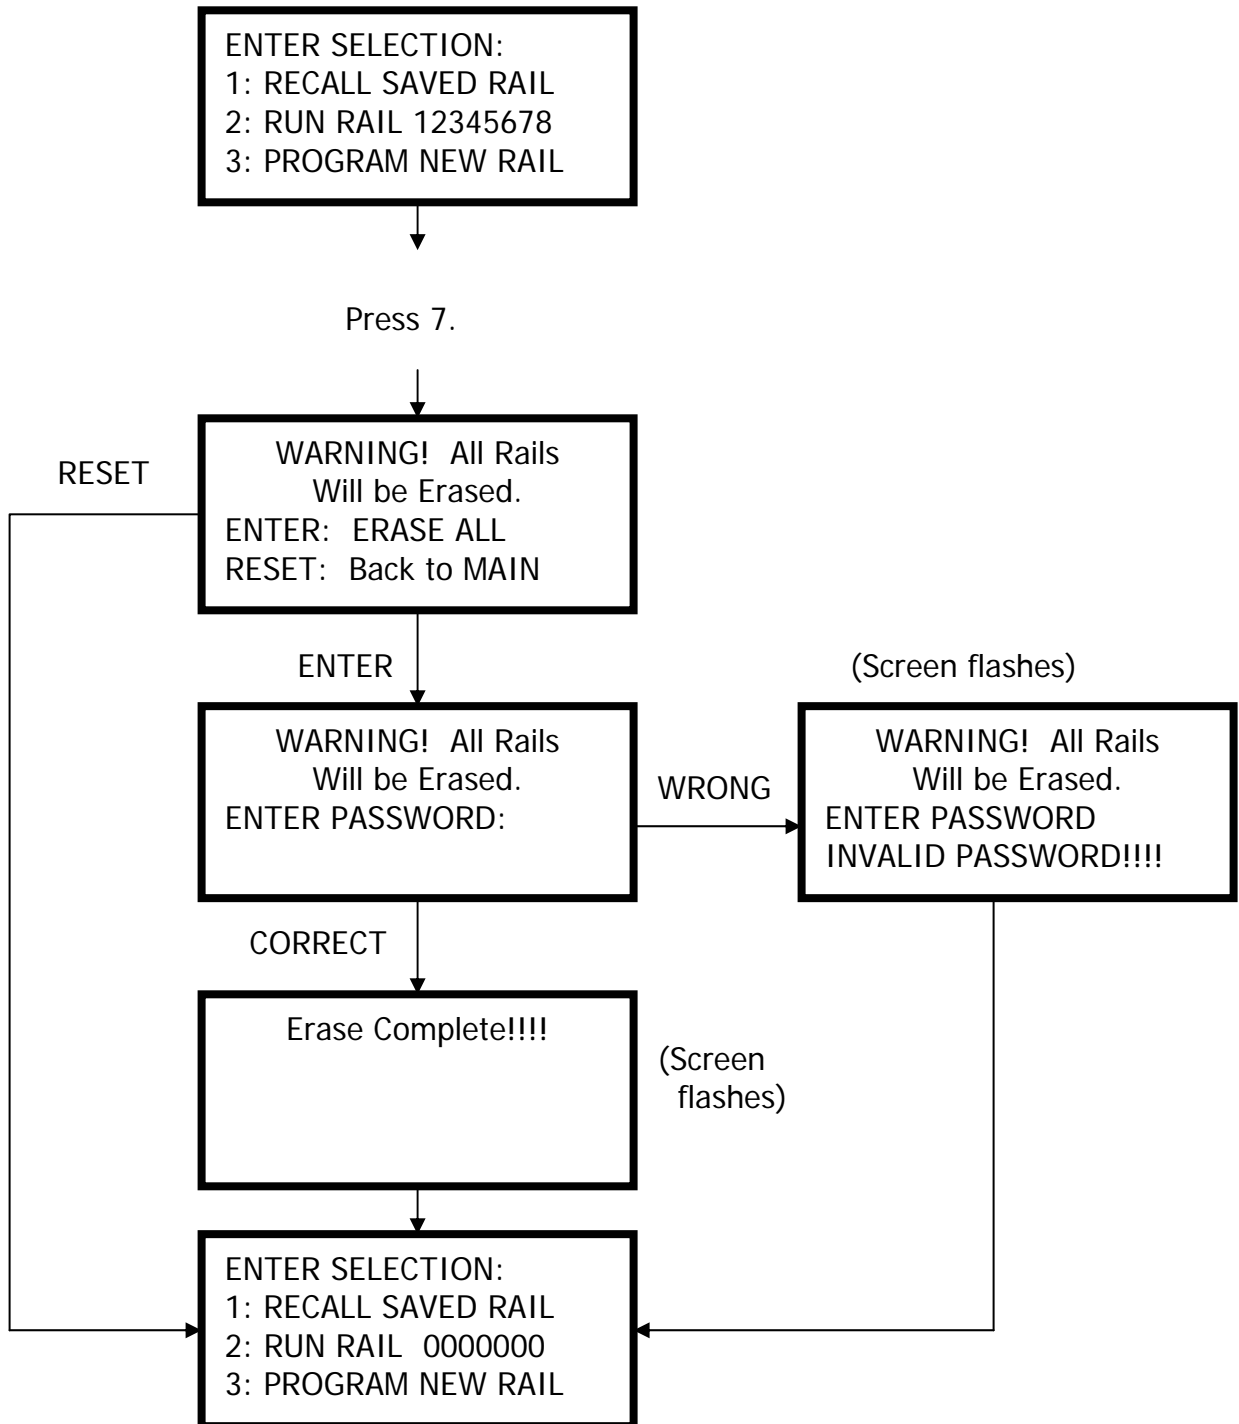 ENTER SELECTION:
1: RECALL SAVED RAIL
2: RUN RAIL 12345678
3: PROGRAM NEW RAIL
Press 7.
RESET
WARNING! All Rails
Will be Erased.
ENTER: ERASE ALL
RESET: Back to MAIN
ENTER
(Screen flashes)
WARNING! All Rails
Will be Erased.
ENTER PASSWORD:
WRONG
WARNING! All Rails
Will be Erased.
ENTER PASSWORD
INVALID PASSWORD!!!!
CORRECT
Erase Complete!!!!
(Screen
flashes)
ENTER SELECTION:
1: RECALL SAVED RAIL
2: RUN RAIL 0000000
3: PROGRAM NEW RAIL